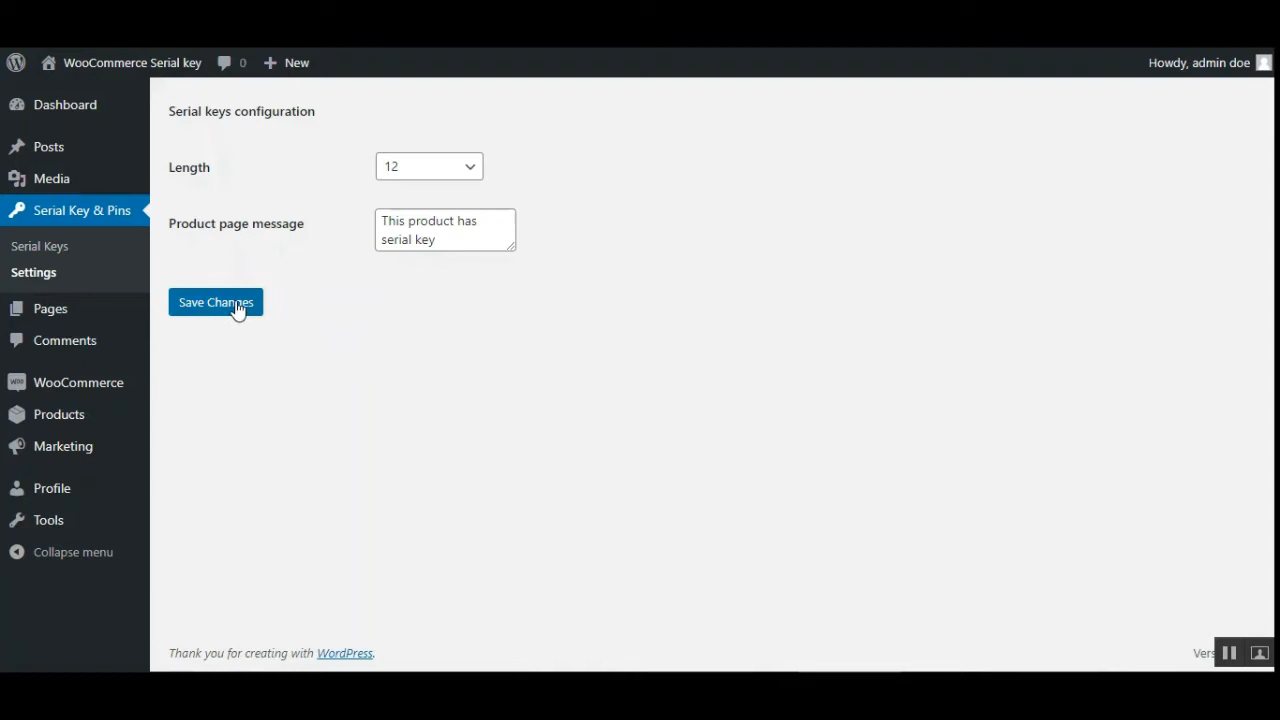 WooCommerce Serial key 0 New Howdy, admin doe
Dashboard
Posts
Media
Serial Key & Pins
Serial Keys
Settings
Pages
Comments
WooCommerce
Products
Marketing
Profile
Tools
Collapse menu
Serial keys configuration
Length 12
Product page message This product has
serial key
Save Changes
Thank you for creating with WordPress.